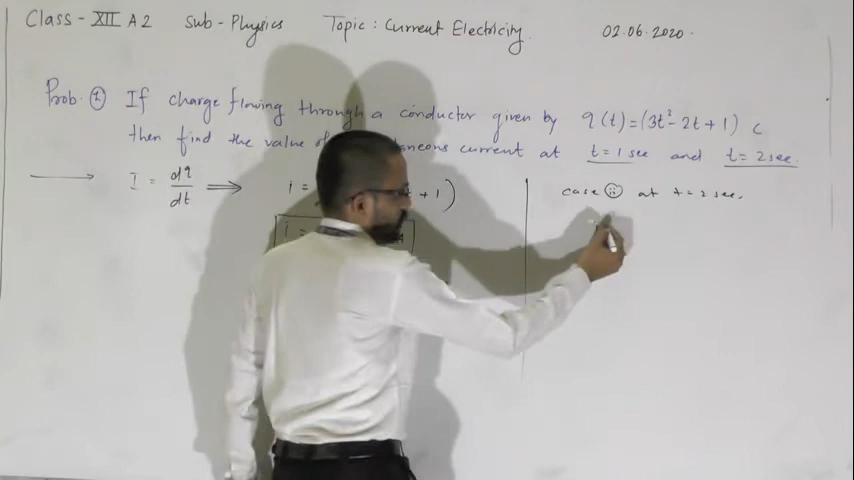 Class - XII A2 Sub - Physics Topic : Current Electricity. 02.06.2020.
Prob. ① If charge flowing through a conductor given by q(t) = (3t² - 2t + 1) C
then find the value of current at t = 1 sec and t = 2 sec.
I = dq/dt ⟹ i = t + 1)
i = A
case (ii) at t = 2 sec.